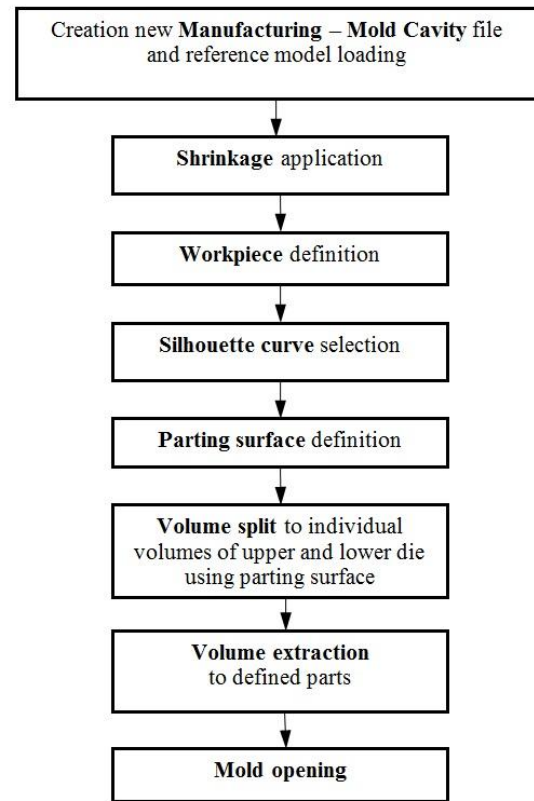 Creation new Manufacturing – Mold Cavity file
and reference model loading
Shrinkage application
Workpiece definition
Silhouette curve selection
Parting surface definition
Volume split to individual
volumes of upper and lower die
using parting surface
Volume extraction
to defined parts
Mold opening